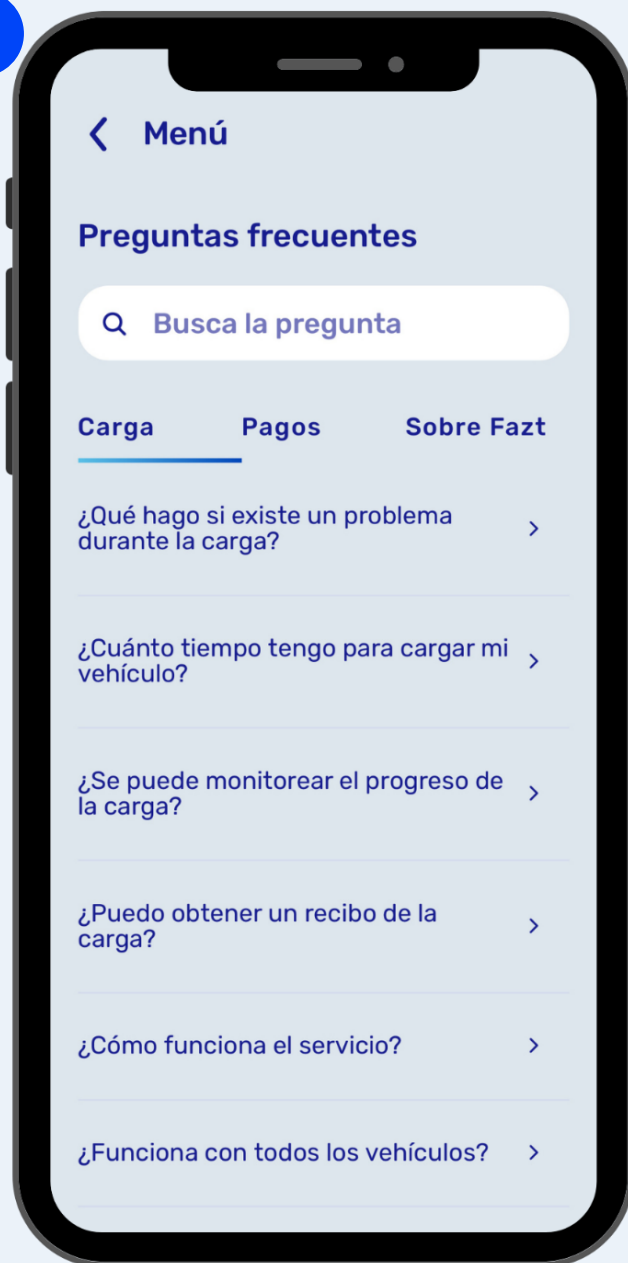 Menú
Preguntas frecuentes
Busca la pregunta
Carga Pagos Sobre Fazt
¿Qué hago si existe un problema
durante la carga?
¿Cuánto tiempo tengo para cargar mi
vehículo?
¿Se puede monitorear el progreso de
la carga?
¿Puedo obtener un recibo de la
carga?
¿Cómo funciona el servicio?
¿Funciona con todos los vehículos?